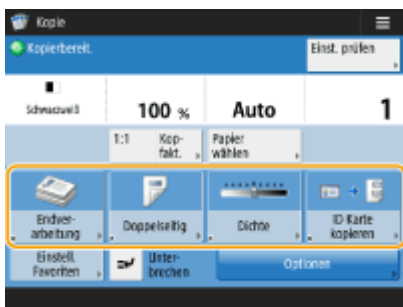 Kopie
Kopierbereit.
Einst. prüfen
Schwarzweiß
100 %
Auto
1
1:1
Kop-
fakt.
Papier
wählen
Endver-
arbeitung
Doppelseitig
Dichte
ID Karte
kopieren
Einstell.
Favoriten
Unter-
brechen
Optionen